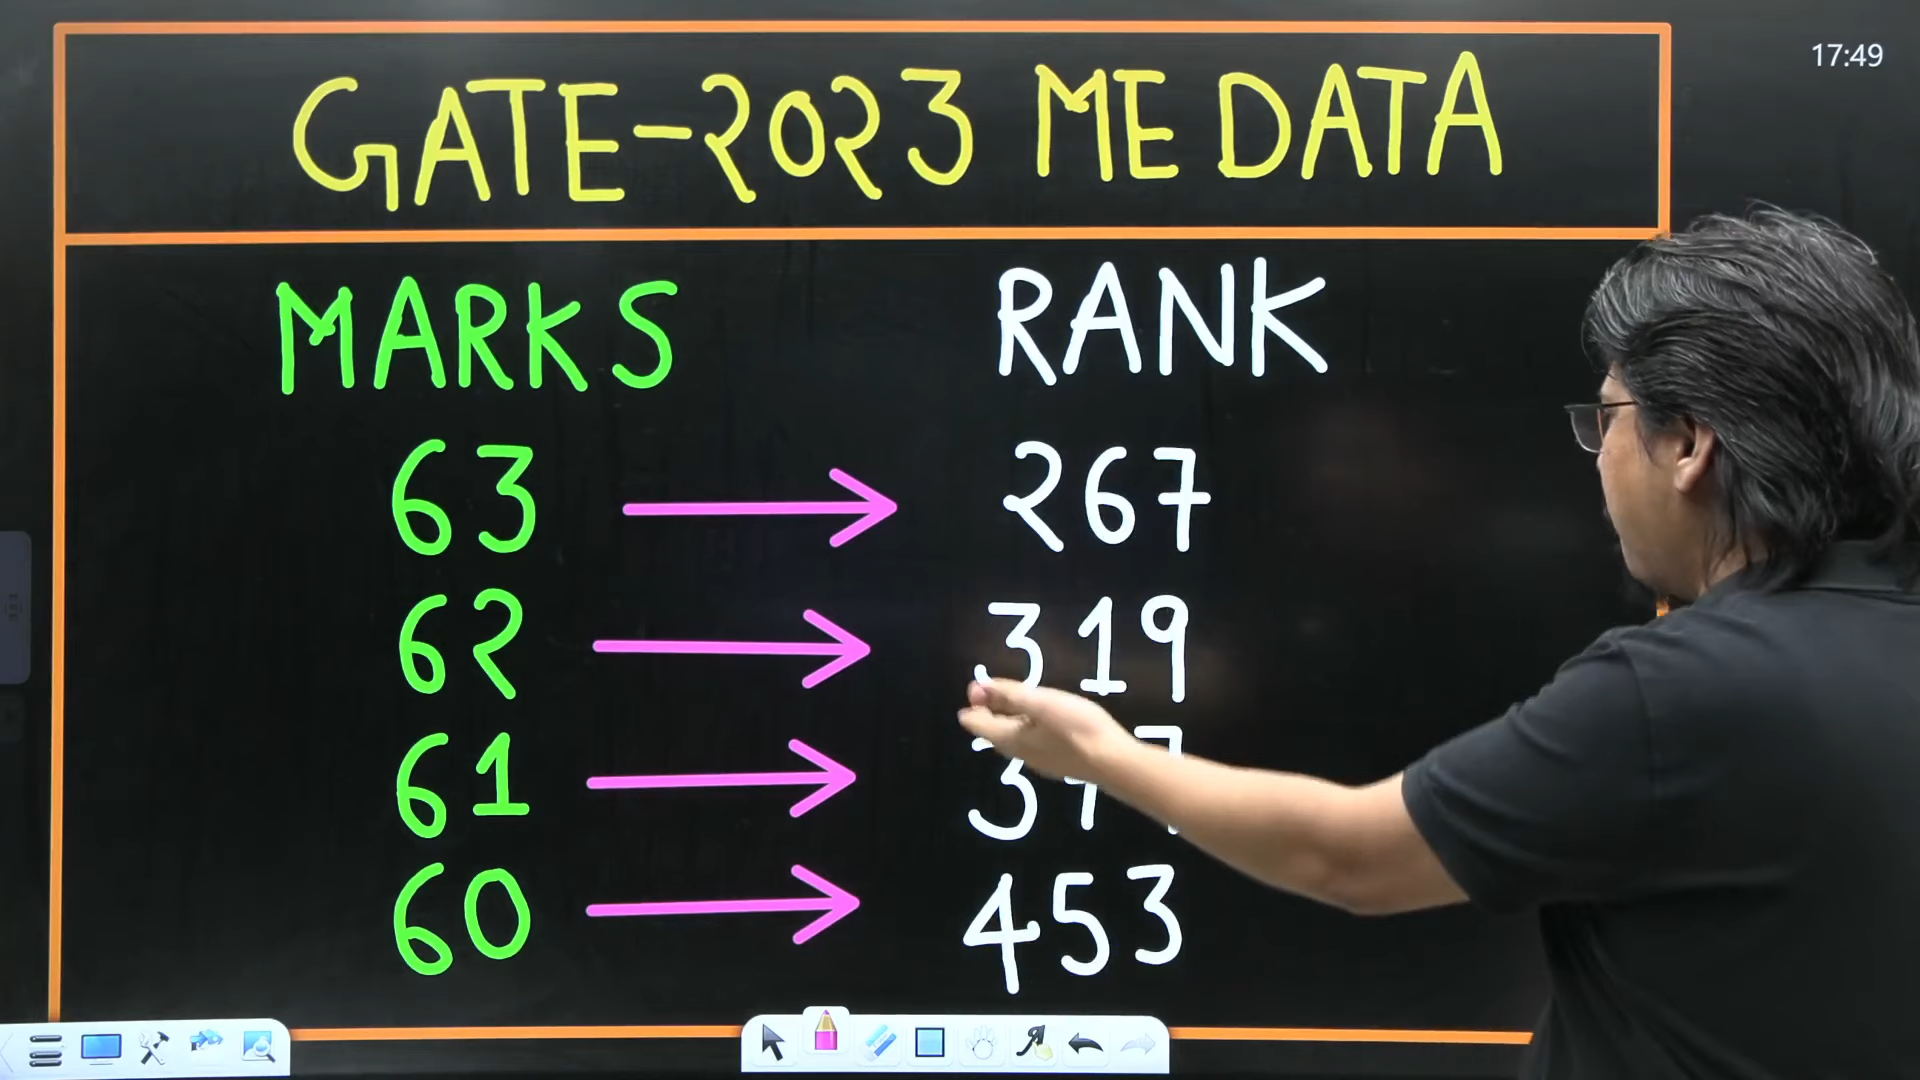 17:49
GATE-2023 ME DATA
MARKS RANK
63 → 267
62 → 319
61 →
60 → 453